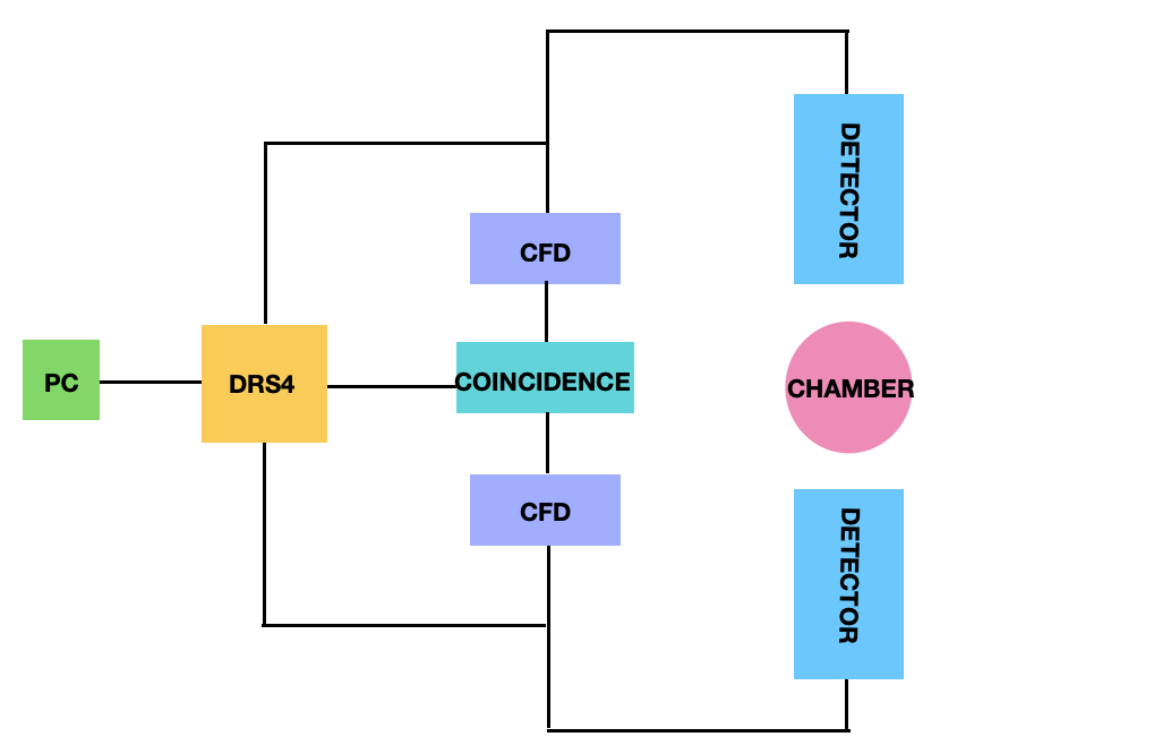 DETECTOR
CFD
PC
DRS4
COINCIDENCE
CHAMBER
CFD
DETECTOR